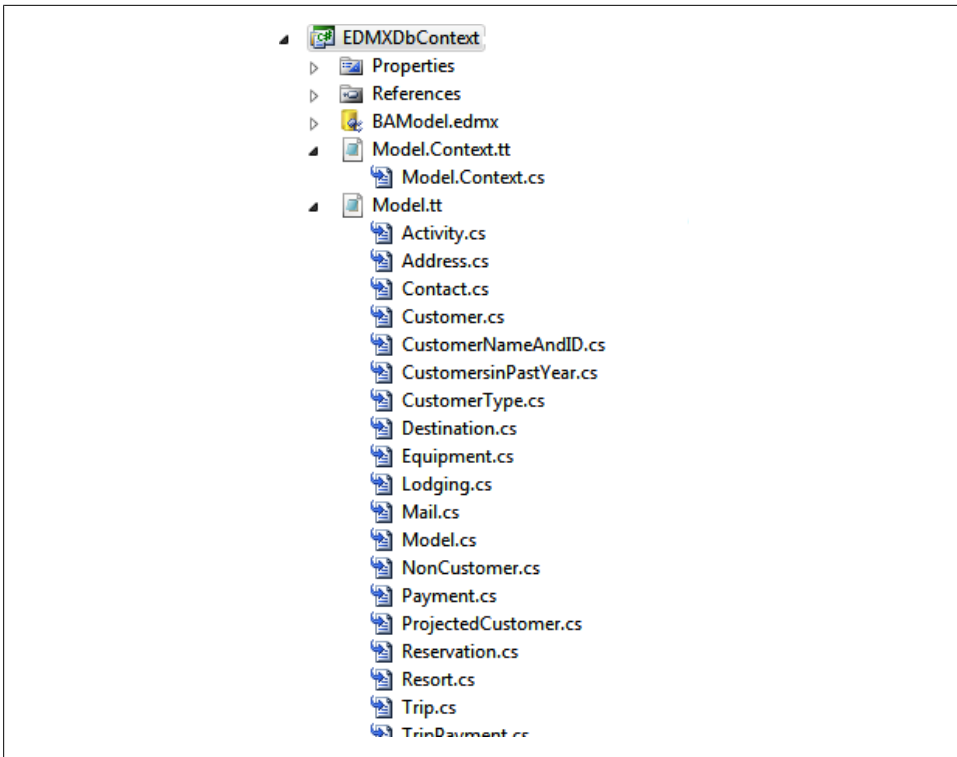 EDMXDbContext
Properties
References
BAModel.edmx
Model.Context.tt
Model.Context.cs
Model.tt
Activity.cs
Address.cs
Contact.cs
Customer.cs
CustomerNameAndID.cs
CustomersinPastYear.cs
CustomerType.cs
Destination.cs
Equipment.cs
Lodging.cs
Mail.cs
Model.cs
NonCustomer.cs
Payment.cs
ProjectedCustomer.cs
Reservation.cs
Resort.cs
Trip.cs
TripPayment.cs